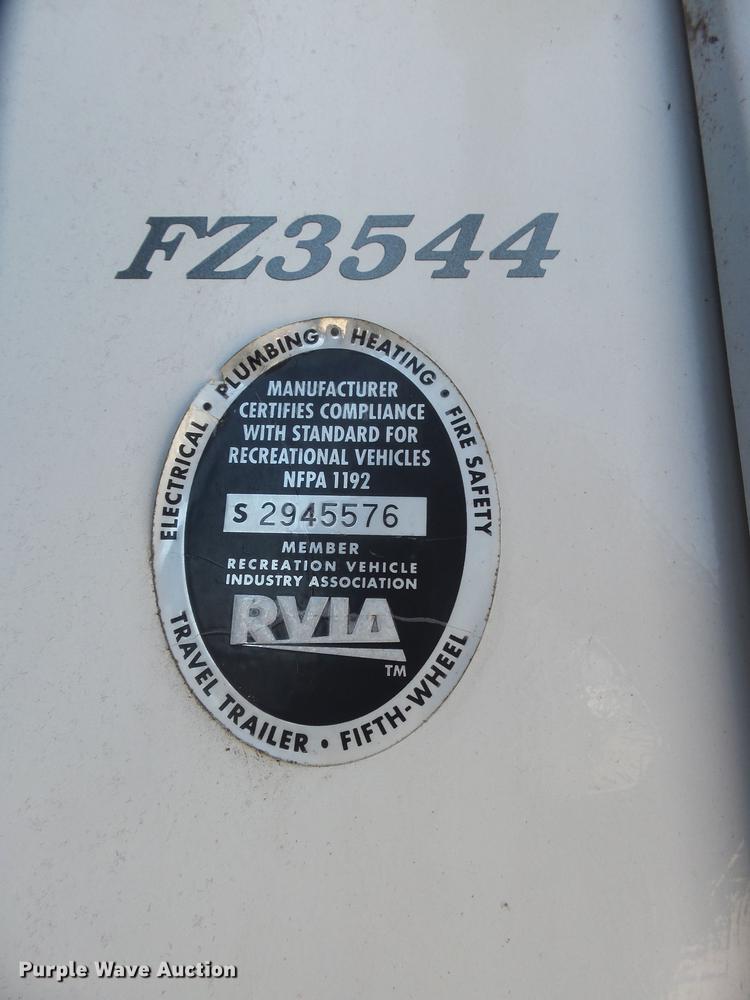 FZ3544
ELECTRICAL • PLUMBING • HEATING • FIRE SAFETY
MANUFACTURER
CERTIFIES COMPLIANCE
WITH STANDARD FOR
RECREATIONAL VEHICLES
NFPA 1192
S 2945576
MEMBER
RECREATION VEHICLE
INDUSTRY ASSOCIATION
RVIA
TM
TRAVEL TRAILER • FIFTH-WHEEL
Purple Wave Auction